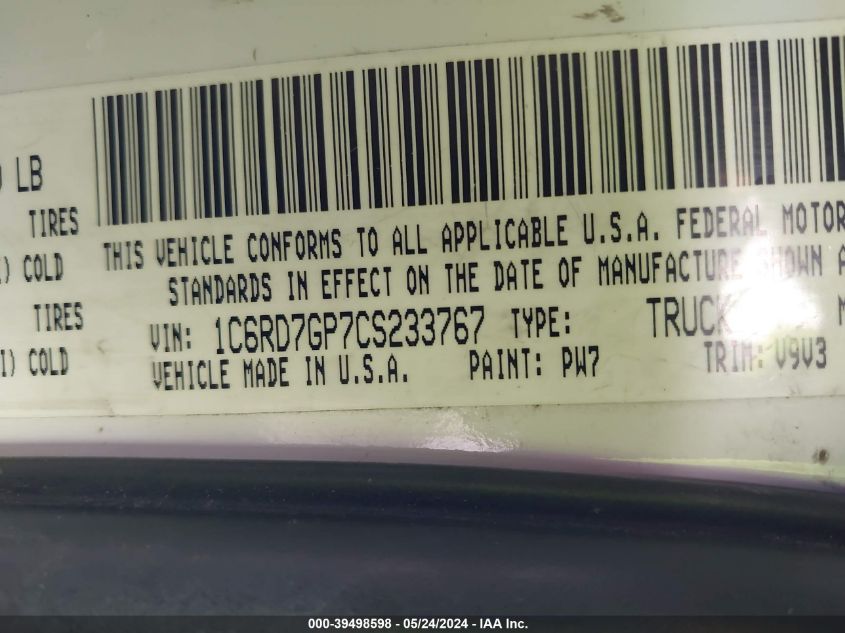 LB
TIRES
COLD
TIRES
COLD
THIS VEHICLE CONFORMS TO ALL APPLICABLE U.S.A. FEDERAL MOTOR
STANDARDS IN EFFECT ON THE DATE OF MANUFACTURE SHOWN A
VIN: 1C6RD7GP7CS233767 TYPE: TRUCK
VEHICLE MADE IN U.S.A. PAINT: PW7 TRIM: V9V3
000-39498598 - 05/24/2024 - IAA Inc.